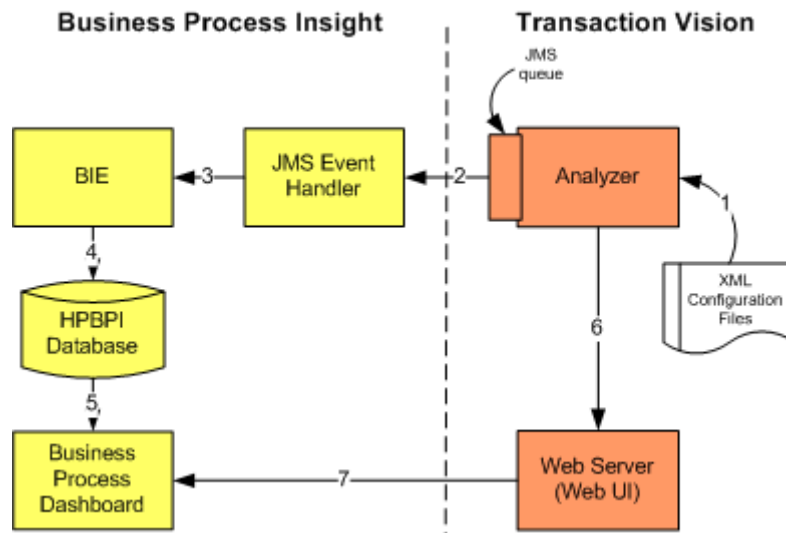 Business Process Insight
Transaction Vision
JMS
queue
BIE
3
JMS Event
Handler
2
Analyzer
1
XML
Configuration
Files
4,
HPBPI
Database
6
5,
Business
Process
Dashboard
7
Web Server
(Web UI)